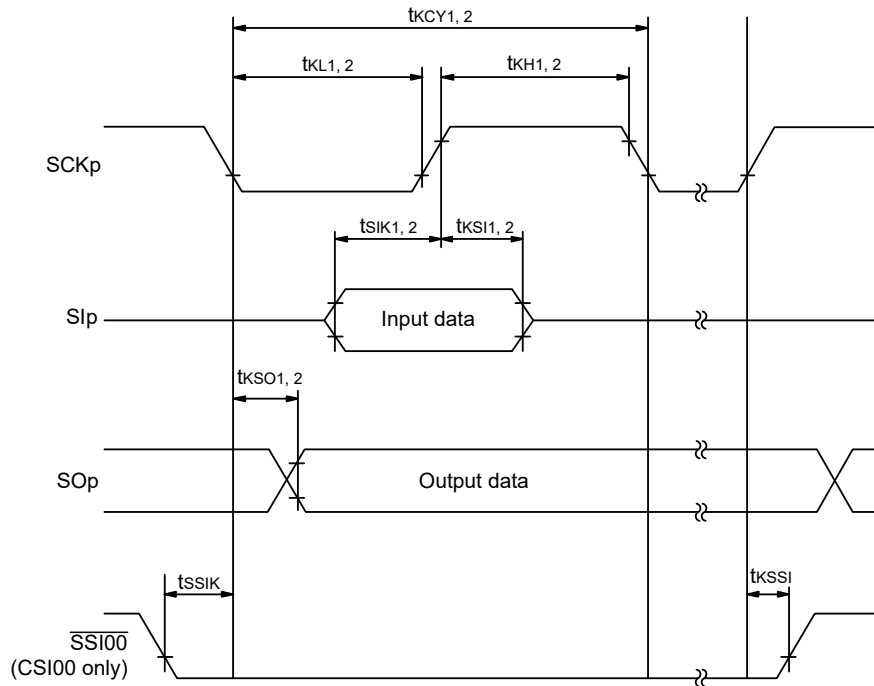 tKCY1, 2
tKL1, 2
tKH1, 2
SCKp
tSIK1, 2
tKSI1, 2
SIp
Input data
tKSO1, 2
SOp
Output data
tSSIK
tKSSI
SSI00
(CSI00 only)